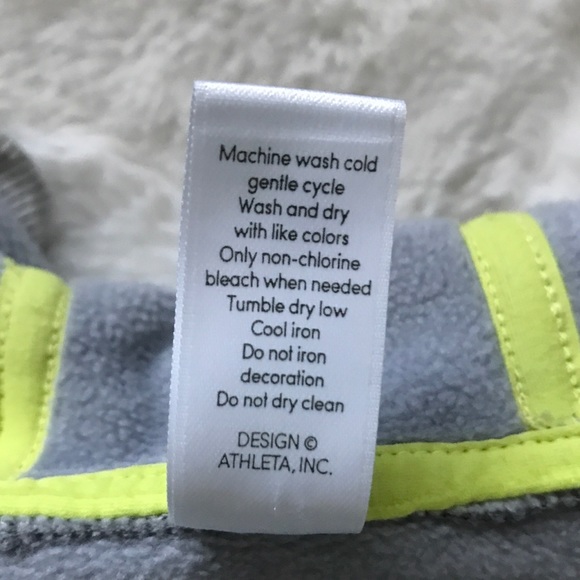 Machine wash cold
gentle cycle
Wash and dry
with like colors
Only non-chlorine
bleach when needed
Tumble dry low
Cool iron
Do not iron
decoration
Do not dry clean
DESIGN ©
ATHLETA, INC.